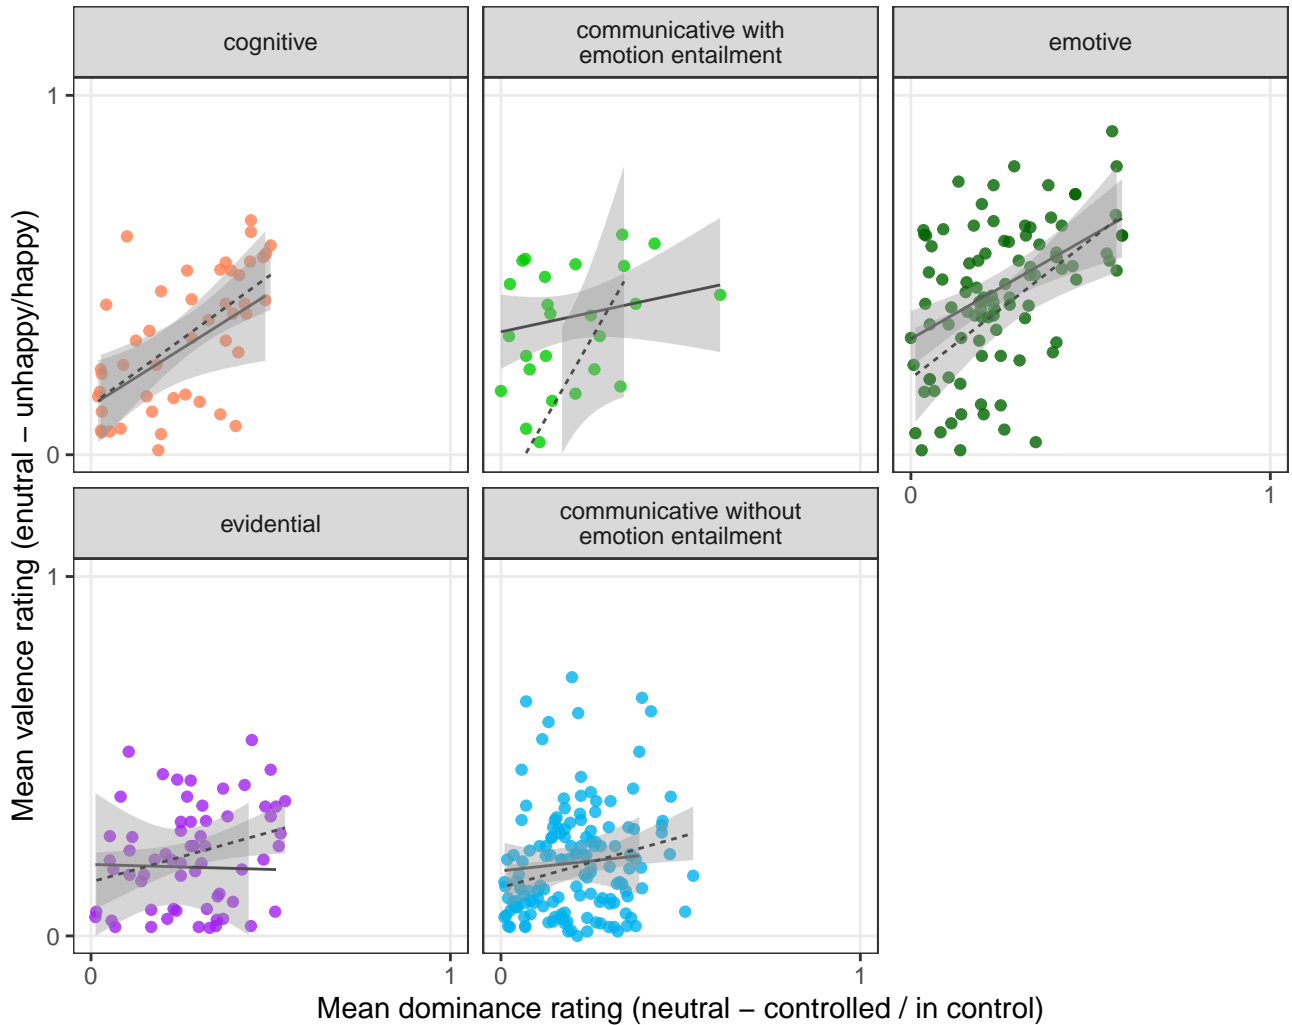 cognitive
communicative with
emotion entailment
emotive
1
0
0
1
evidential
communicative without
emotion entailment
1
0
0
1
0
1
Mean valence rating (enutral − unhappy/happy)
Mean dominance rating (neutral − controlled / in control)